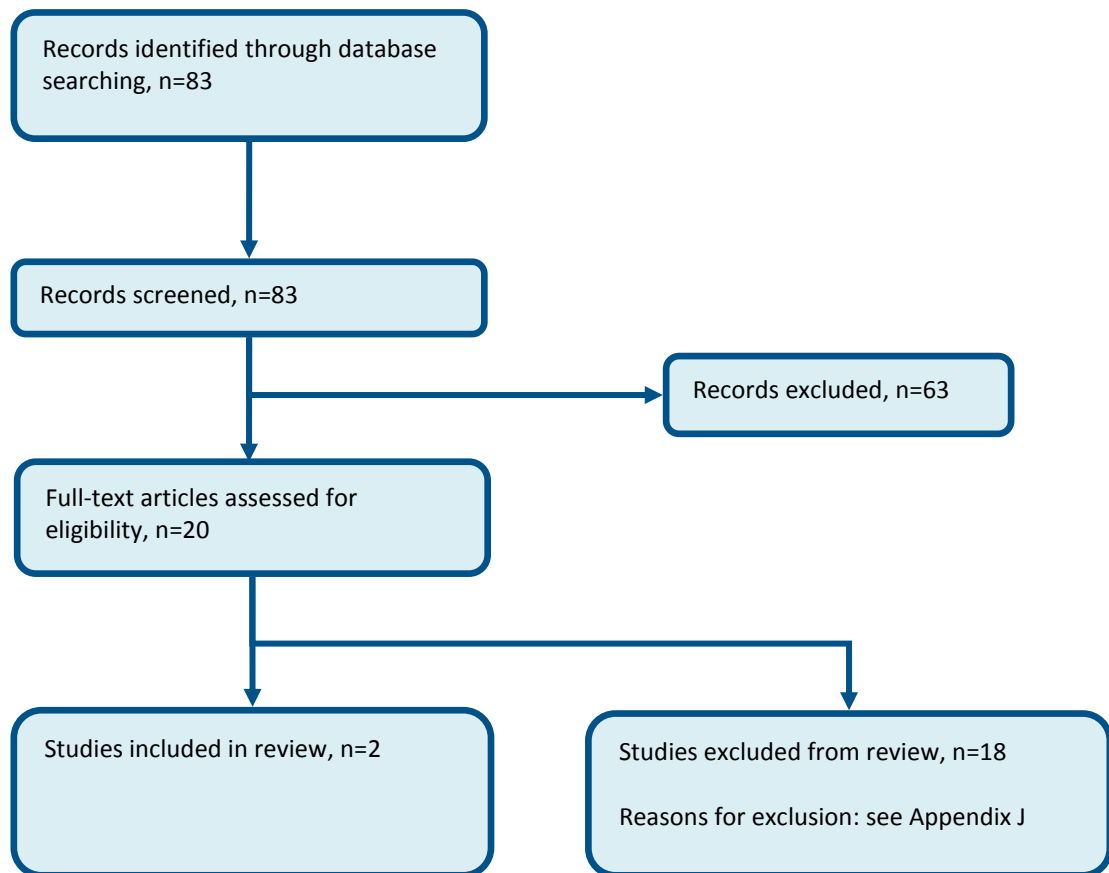 Records identified through database
searching, n=83
Records screened, n=83
Records excluded, n=63
Full-text articles assessed for
eligibility, n=20
Studies included in review, n=2
Studies excluded from review, n=18
Reasons for exclusion: see Appendix J